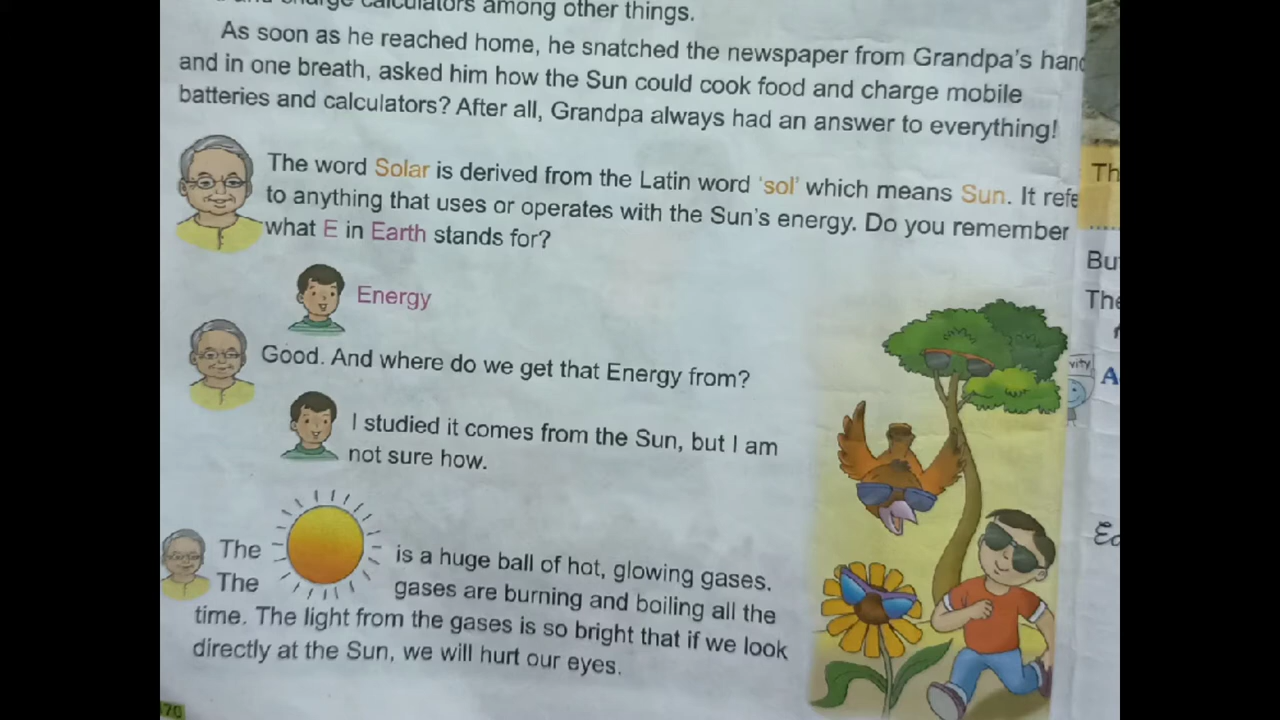 calculators among other things.
As soon as he reached home, he snatched the newspaper from Grandpa's
and in one breath, asked him how the Sun could cook food and charge mobile
batteries and calculators? After all, Grandpa always had an answer to everything!
The word Solar is derived from the Latin word 'sol' which means Sun. It
to anything that uses or operates with the Sun's energy. Do you remember
what E in Earth stands for?
Energy
Good. And where do we get that Energy from?
I studied it comes from the Sun, but I am
not sure how.
The is a huge ball of hot, glowing gases.
The gases are burning and boiling all the
time. The light from the gases is so bright that if we look
directly at the Sun, we will hurt our eyes.
70